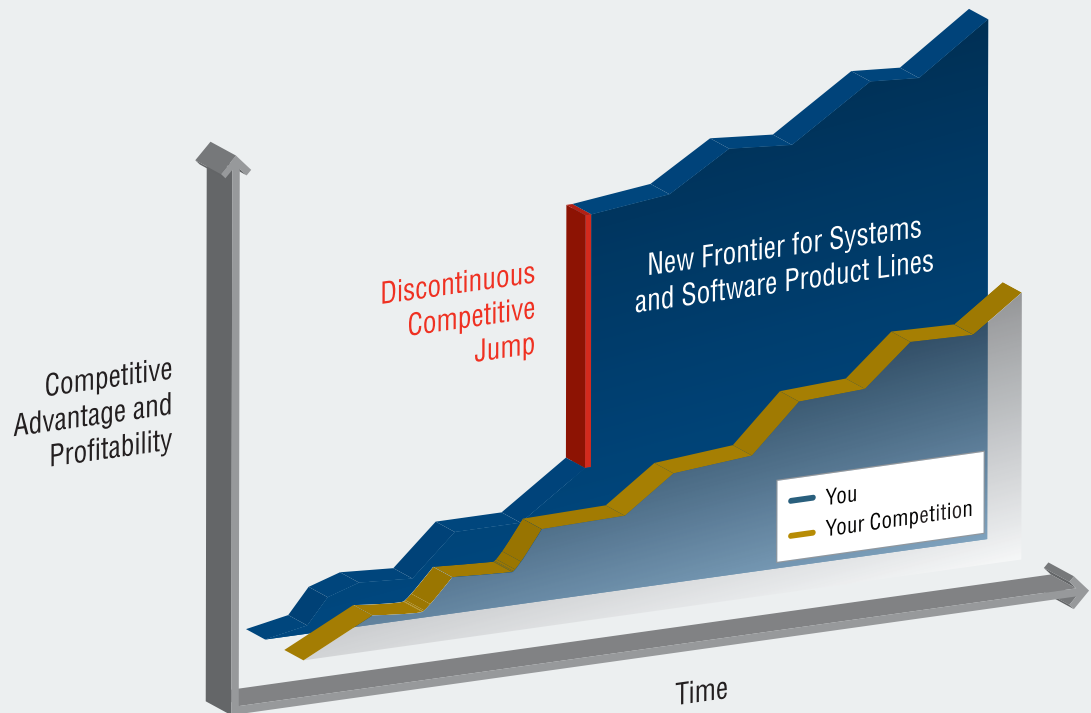 New Frontier for Systems
and Software Product Lines
Discontinuous
Competitive
Jump
Competitive
Advantage and
Profitability
You
Your Competition
Time